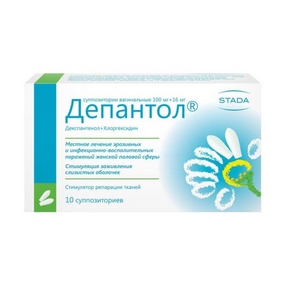 STADA
суппозитории вагинальные 100 мг + 16 мг
Депантол®
Декспантенол + Хлоргексидин
Местное лечение эрозивных
и инфекционно-воспалительных
поражений женской половой сферы
Стимуляция заживления
слизистых оболочек
Стимулятор репарации тканей
10 суппозиториев